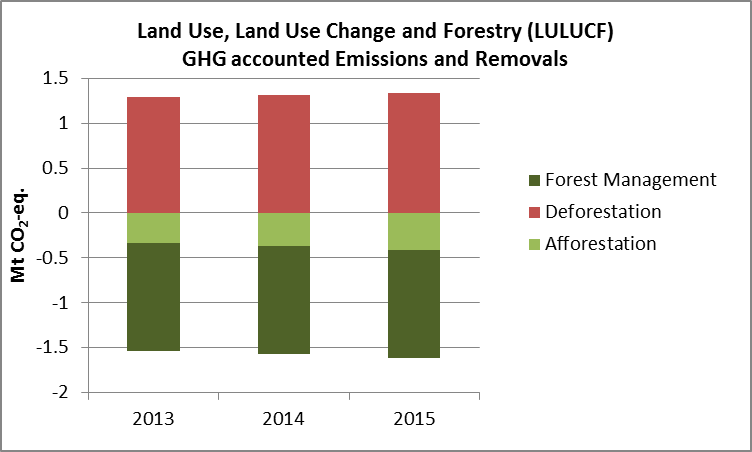 Land Use, Land Use Change and Forestry (LULUCF)
GHG accounted Emissions and Removals
Mt CO₂-eq.
1.5
1
0.5
0
-0.5
-1
-1.5
-2
2013 2014 2015
Forest Management
Deforestation
Afforestation